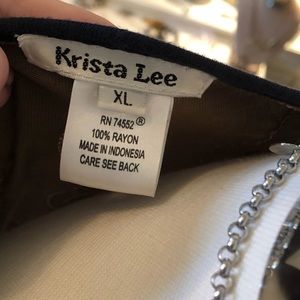 Krista Lee
XL
RN 74552®
100% RAYON
MADE IN INDONESIA
CARE SEE BACK